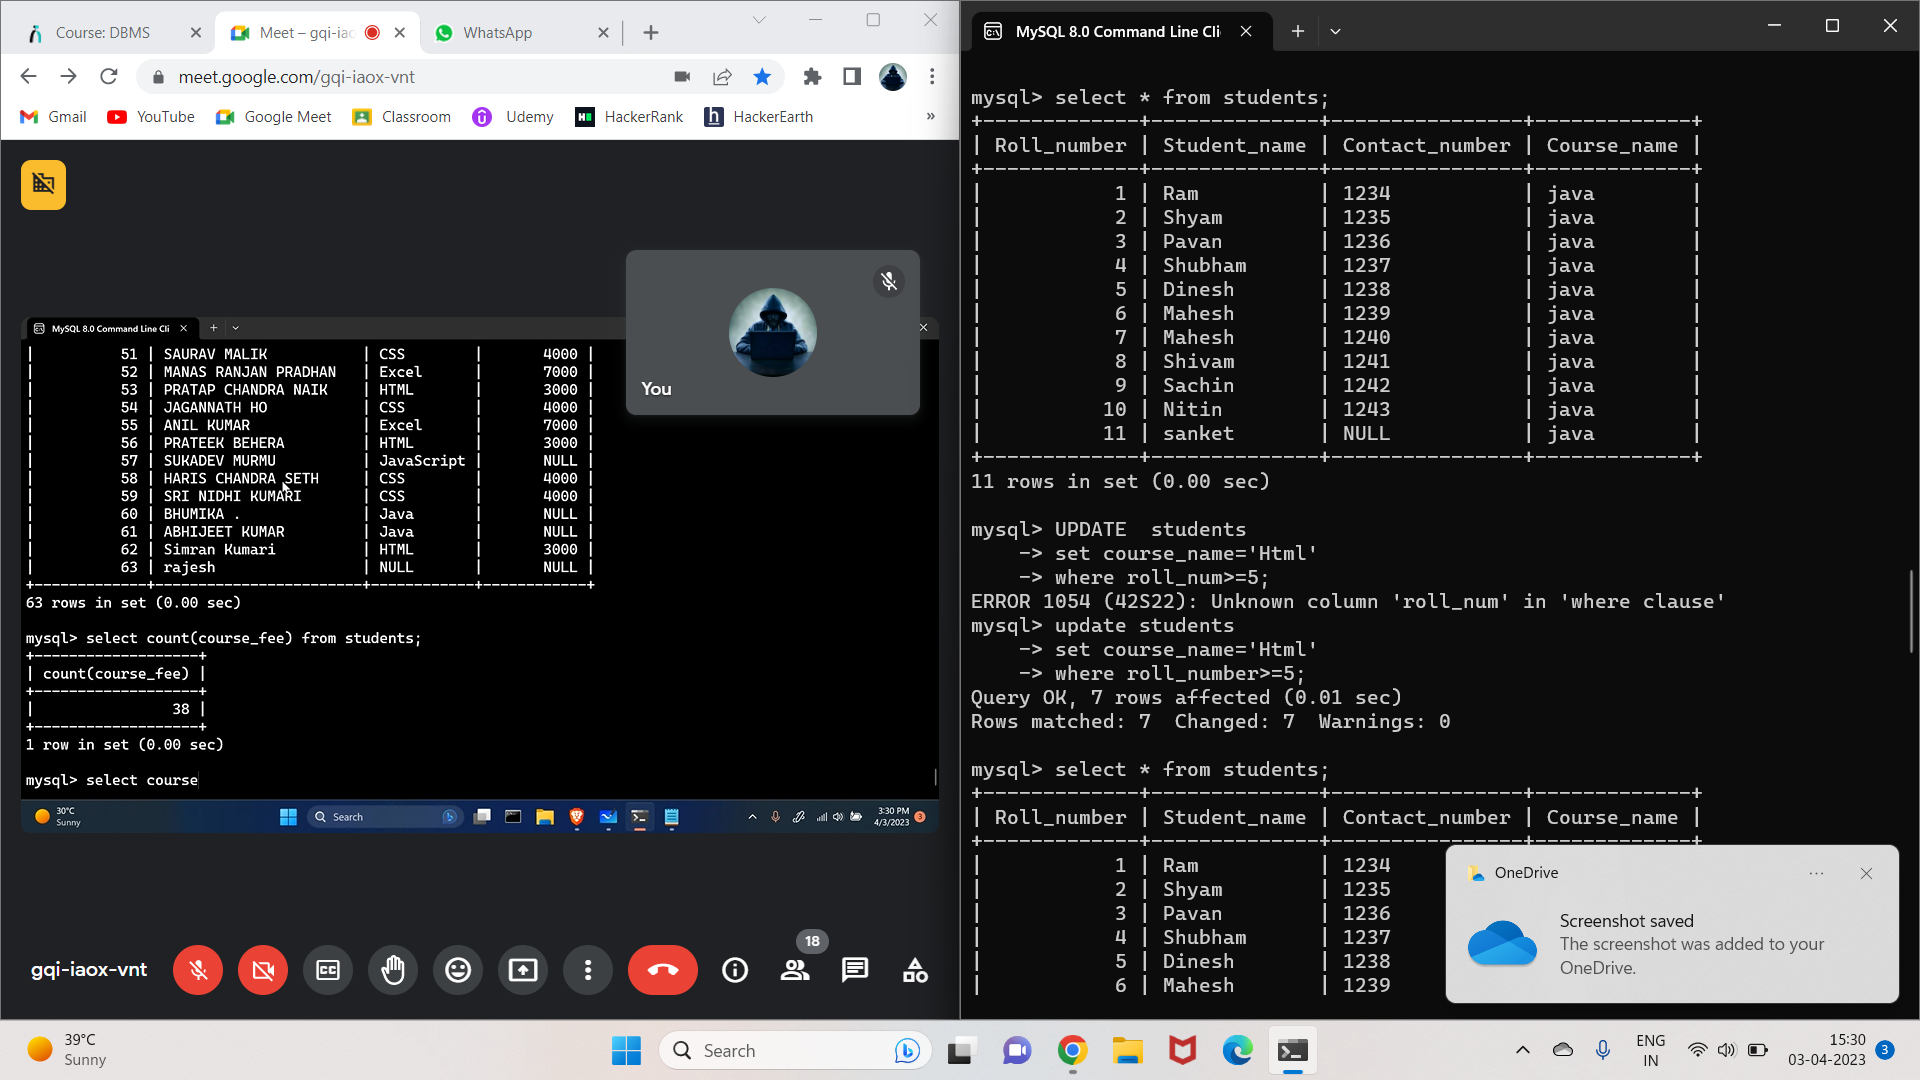 Course: DBMS
Meet – gqi-iao
WhatsApp
meet.google.com/gqi-iaox-vnt
Gmail
YouTube
Google Meet
Classroom
Udemy
HackerRank
HackerEarth
»
You
MySQL 8.0 Command Line Cli
| 51 | SAURAV MALIK | CSS | 4000 |
| 52 | MANAS RANJAN PRADHAN | Excel | 7000 |
| 53 | PRATAP CHANDRA NAIK | HTML | 3000 |
| 54 | JAGANNATH HO | CSS | 4000 |
| 55 | ANIL KUMAR | Excel | 7000 |
| 56 | PRATEEK BEHERA | HTML | 3000 |
| 57 | SUKADEV MURMU | JavaScript | NULL |
| 58 | HARIS CHANDRA SETH | CSS | 4000 |
| 59 | SRI NIDHI KUMARI | CSS | 4000 |
| 60 | BHUMIKA . | Java | NULL |
| 61 | ABHIJEET KUMAR | Java | NULL |
| 62 | Simran Kumari | HTML | 3000 |
| 63 | rajesh | NULL | NULL |
63 rows in set (0.00 sec)
mysql> select count(course_fee) from students;
| count(course_fee) |
| 38 |
1 row in set (0.00 sec)
mysql> select course
30°C
Sunny
Search
3:30 PM
4/3/2023
3
gqi-iaox-vnt
CC
18
MySQL 8.0 Command Line Cli
mysql> select * from students;
| Roll_number | Student_name | Contact_number | Course_name |
| 1 | Ram | 1234 | java |
| 2 | Shyam | 1235 | java |
| 3 | Pavan | 1236 | java |
| 4 | Shubham | 1237 | java |
| 5 | Dinesh | 1238 | java |
| 6 | Mahesh | 1239 | java |
| 7 | Mahesh | 1240 | java |
| 8 | Shivam | 1241 | java |
| 9 | Sachin | 1242 | java |
| 10 | Nitin | 1243 | java |
| 11 | sanket | NULL | java |
11 rows in set (0.00 sec)
mysql> UPDATE  students
-> set course_name='Html'
-> where roll_num>=5;
ERROR 1054 (42S22): Unknown column 'roll_num' in 'where clause'
mysql> update students
-> set course_name='Html'
-> where roll_number>=5;
Query OK, 7 rows affected (0.01 sec)
Rows matched: 7  Changed: 7  Warnings: 0
mysql> select * from students;
| Roll_number | Student_name | Contact_number | Course_name |
| 1 | Ram | 1234
| 2 | Shyam | 1235
| 3 | Pavan | 1236
| 4 | Shubham | 1237
| 5 | Dinesh | 1238
| 6 | Mahesh | 1239
OneDrive
Screenshot saved
The screenshot was added to your
OneDrive.
39°C
Sunny
Search
ENG
IN
15:30
03-04-2023
3